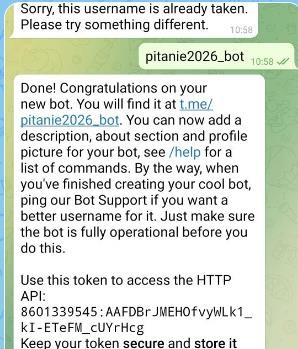 Sorry, this username is already taken.
Please try something different.
10:58
pitanie2026_bot 10:58
Done! Congratulations on your
new bot. You will find it at t.me/
pitanie2026_bot. You can now add a
description, about section and profile
picture for your bot, see /help for a
list of commands. By the way, when
you've finished creating your cool bot,
ping our Bot Support if you want a
better username for it. Just make sure
the bot is fully operational before you
do this.
Use this token to access the HTTP
API:
8601339545:AAFDBrJMEHOfvyWLk1_
kI-ETeFM_cUYrHcg
Keep your token secure and store it